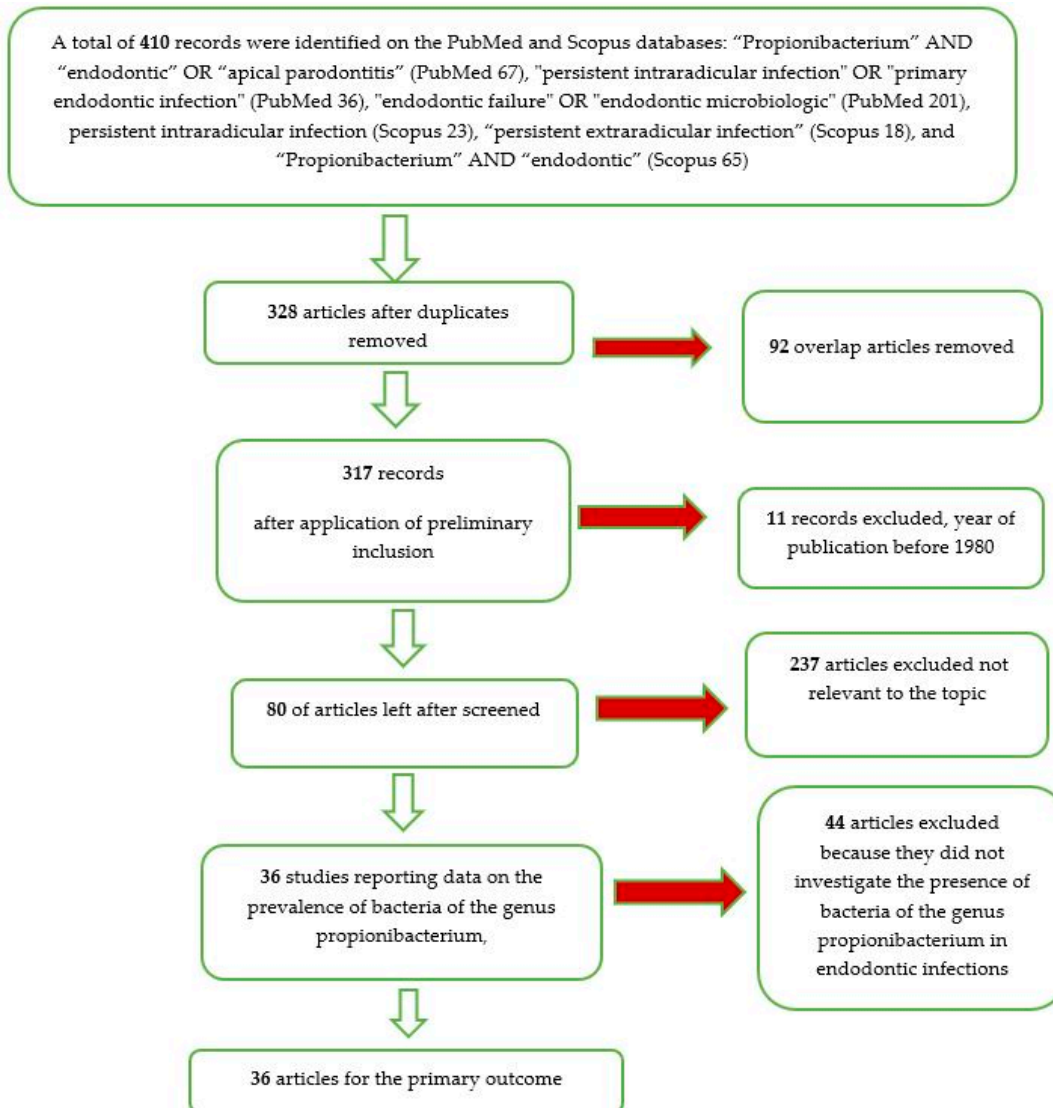 A total of 410 records were identified on the PubMed and Scopus databases: “Propionibacterium” AND
“endodontic” OR “apical parodontitis” (PubMed 67), "persistent intraradicular infection" OR "primary
endodontic infection" (PubMed 36), "endodontic failure" OR "endodontic microbiologic" (PubMed 201),
persistent intraradicular infection (Scopus 23), “persistent extraradicular infection” (Scopus 18), and
“Propionibacterium” AND “endodontic” (Scopus 65)
328 articles after duplicates
removed
92 overlap articles removed
317 records
after application of preliminary
inclusion
11 records excluded, year of
publication before 1980
80 of articles left after screened
237 articles excluded not
relevant to the topic
36 studies reporting data on the
prevalence of bacteria of the genus
propionibacterium,
44 articles excluded
because they did not
investigate the presence of
bacteria of the genus
propionibacterium in
endodontic infections
36 articles for the primary outcome